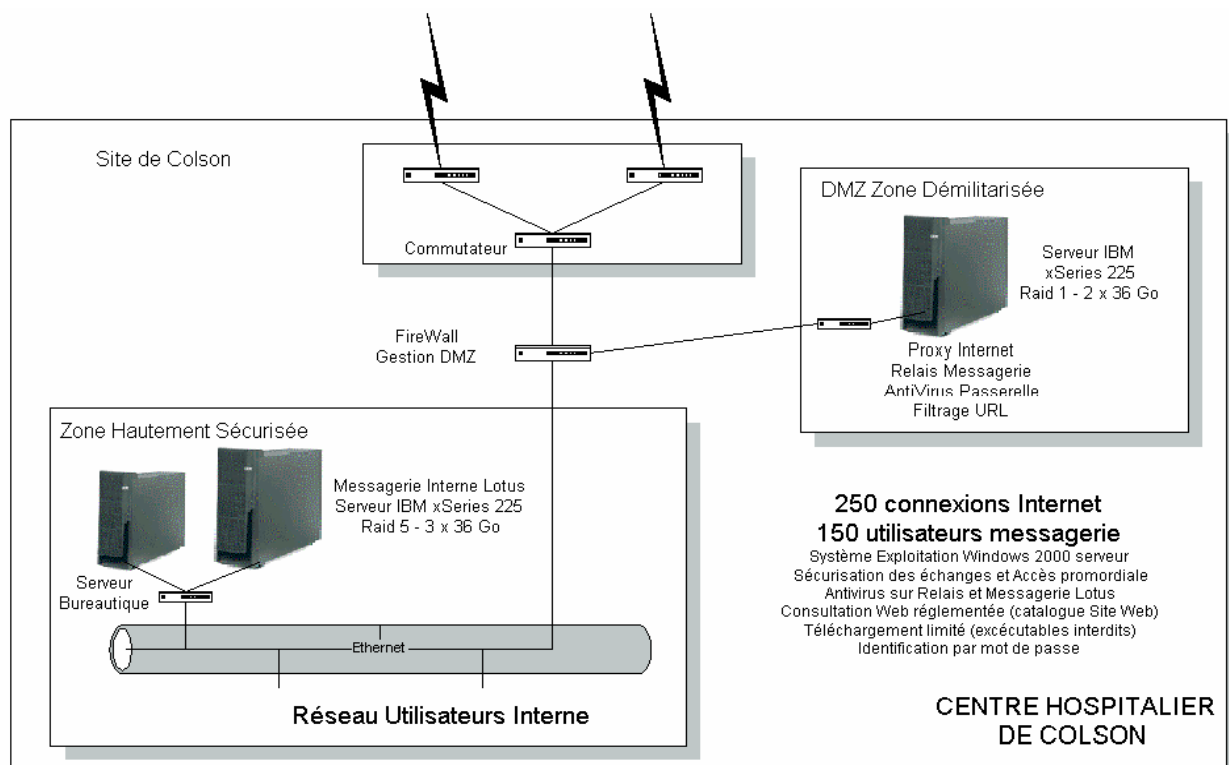 Site de Colson
Commutateur
DMZ Zone Démilitarisée
Serveur IBM
xSeries 225
Raid 1 - 2 x 36 Go
Proxy Internet
Relais Messagerie
AntiVirus Passerelle
Filtrage URL
FireWall
Gestion DMZ
Zone Hautement Sécurisée
Messagerie Interne Lotus
Serveur IBM xSeries 225
Raid 5 - 3 x 36 Go
Serveur
Bureautique
Ethernet
Réseau Utilisateurs Interne
250 connexions Internet
150 utilisateurs messagerie
Système Exploitation Windows 2000 serveur
Sécurisation des échanges et Accès promordiale
Antivirus sur Relais et Messagerie Lotus
Consultation Web réglementée (catalogue Site Web)
Téléchargement limité (excécutables interdits)
Identification par mot de passe
CENTRE HOSPITALIER
DE COLSON